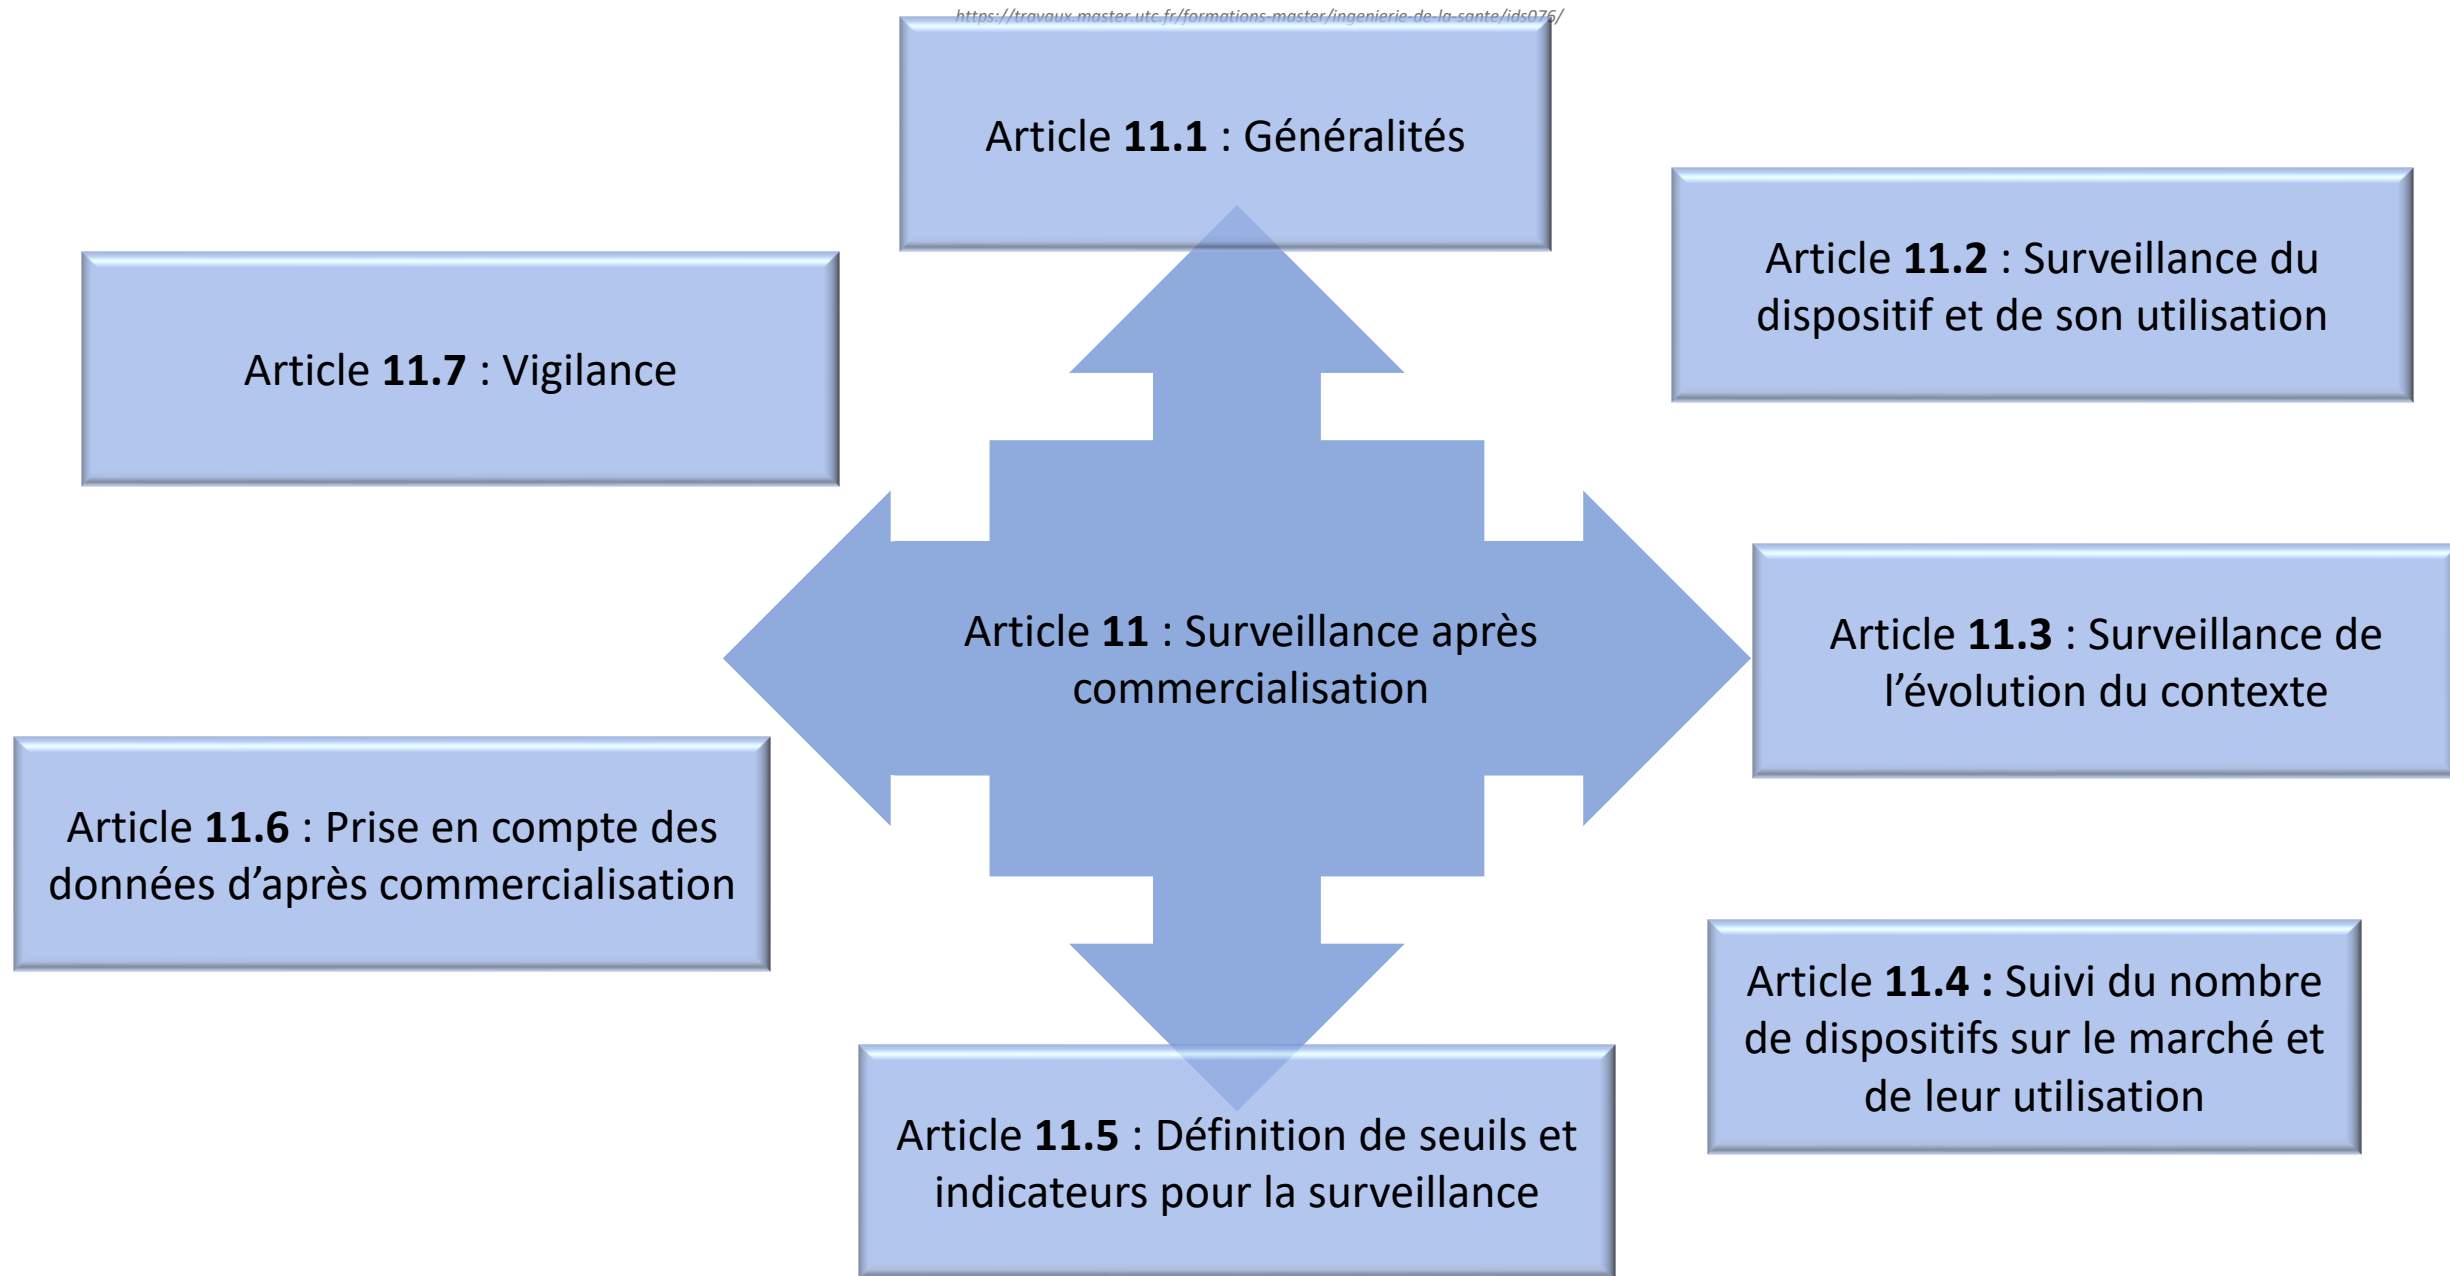 https://travaux.master.utc.fr/formations-master/ingenierie-de-la-sante/ids076/
Article 11.1 : Généralités
Article 11.2 : Surveillance du
dispositif et de son utilisation
Article 11.7 : Vigilance
Article 11 : Surveillance après
commercialisation
Article 11.3 : Surveillance de
l’évolution du contexte
Article 11.6 : Prise en compte des
données d’après commercialisation
Article 11.4 : Suivi du nombre
de dispositifs sur le marché et
de leur utilisation
Article 11.5 : Définition de seuils et
indicateurs pour la surveillance